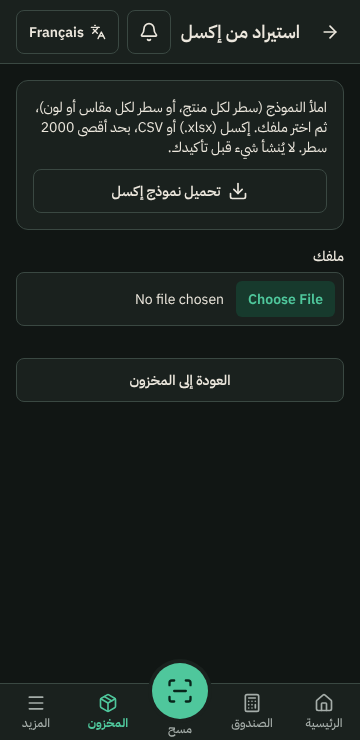 استيراد من إكسل
Français
املأ النموذج (سطر لكل منتج، أو سطر لكل مقاس أو لون)،
ثم اختر ملفك. إكسل (.xlsx) أو CSV، بحد أقصى 2000
سطر. لا يُنشأ شيء قبل تأكيدك.
تحميل نموذج إكسل
ملفك
Choose File No file chosen
العودة إلى المخزون
الرئيسية
الصندوق
مسح
المخزون
المزيد